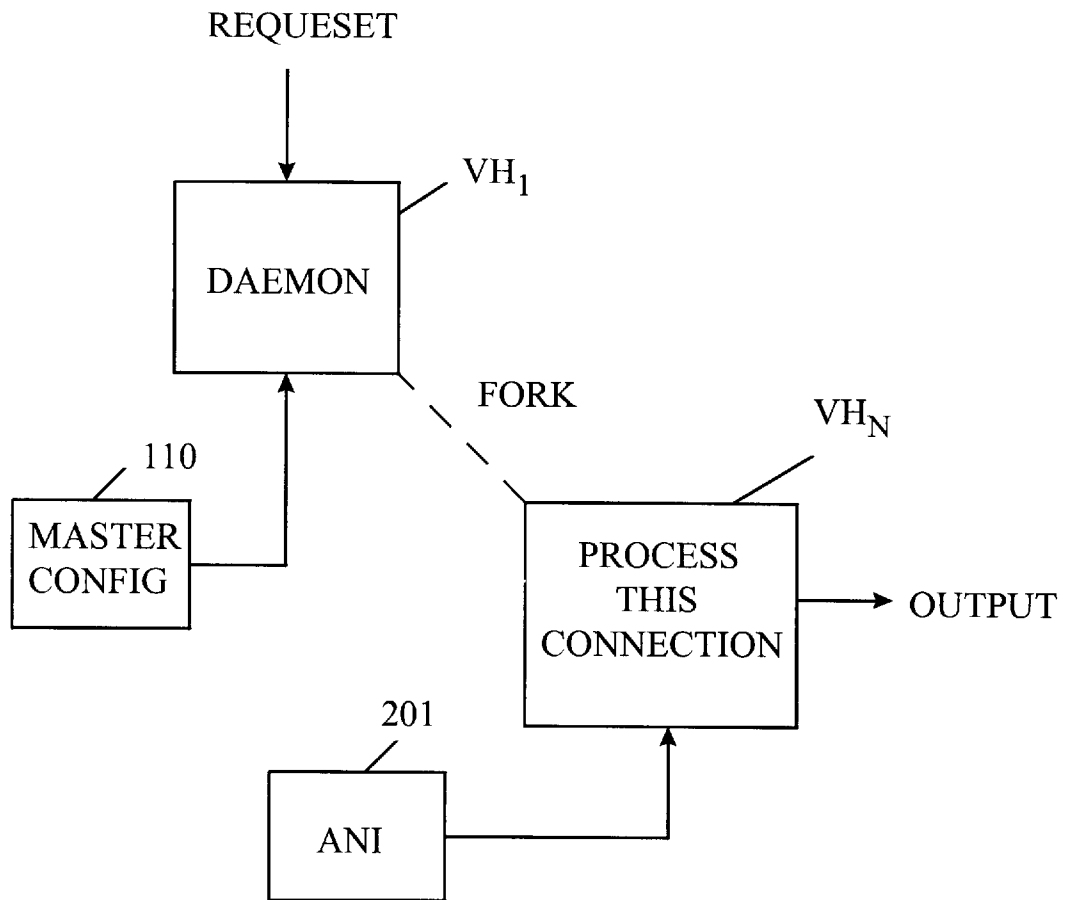 REQUESET
VH1
DAEMON
FORK
VHN
110
MASTER
CONFIG
PROCESS
THIS
CONNECTION
OUTPUT
201
ANI